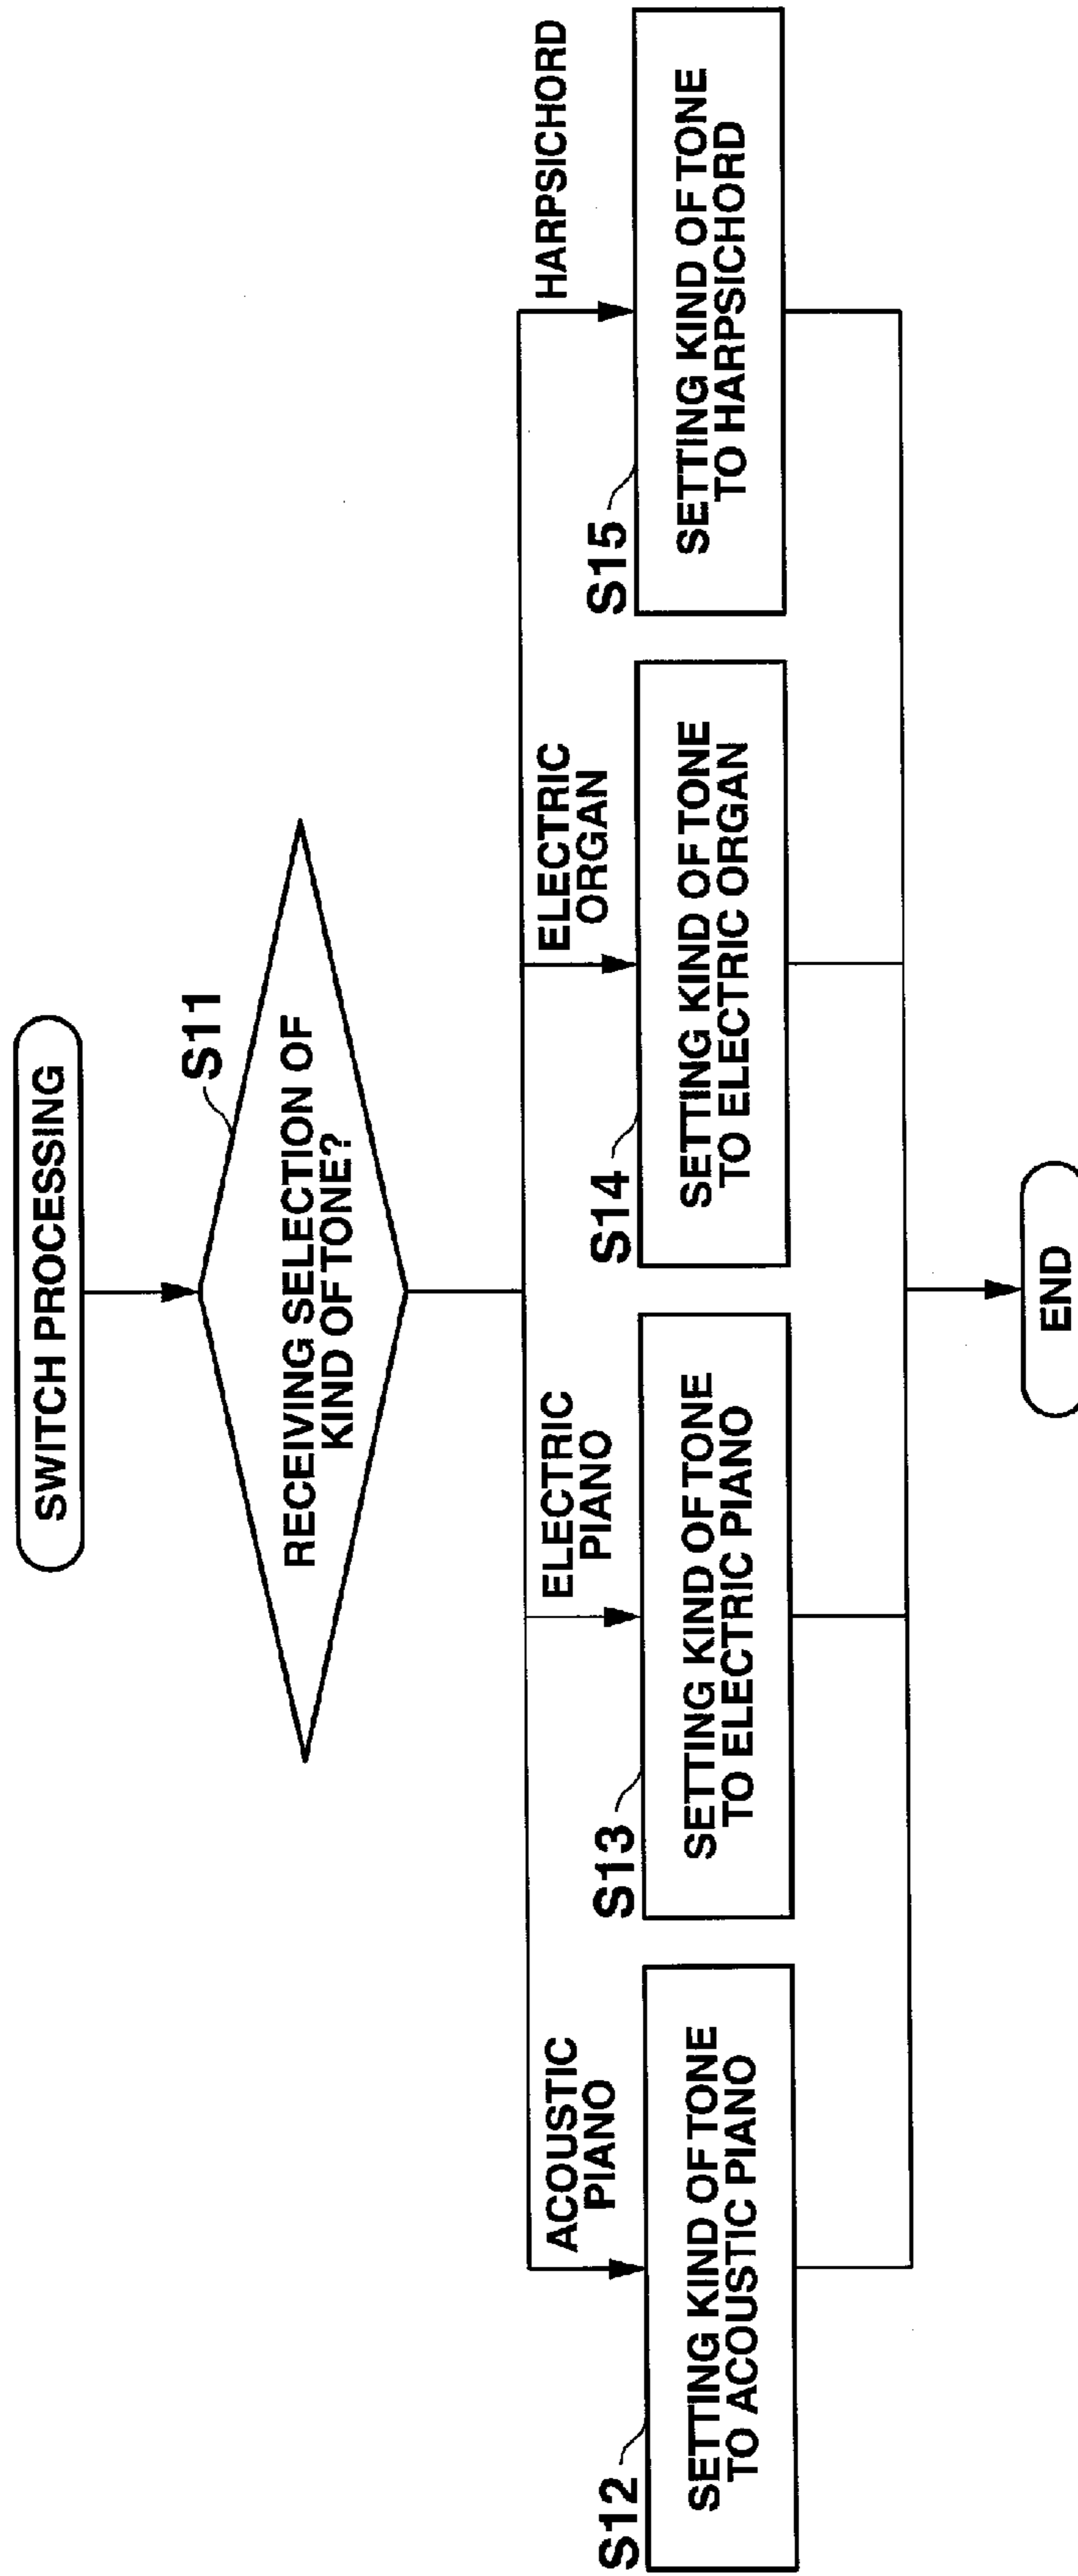 SWITCH PROCESSING
S11
RECEIVING SELECTION OF
KIND OF TONE?
ACOUSTIC
PIANO
ELECTRIC
PIANO
ELECTRIC
ORGAN
HARPSICHORD
S12
SETTING KIND OF TONE
TO ACOUSTIC PIANO
S13
SETTING KIND OF TONE
TO ELECTRIC PIANO
S14
SETTING KIND OF TONE
TO ELECTRIC ORGAN
S15
SETTING KIND OF TONE
TO HARPSICHORD
END